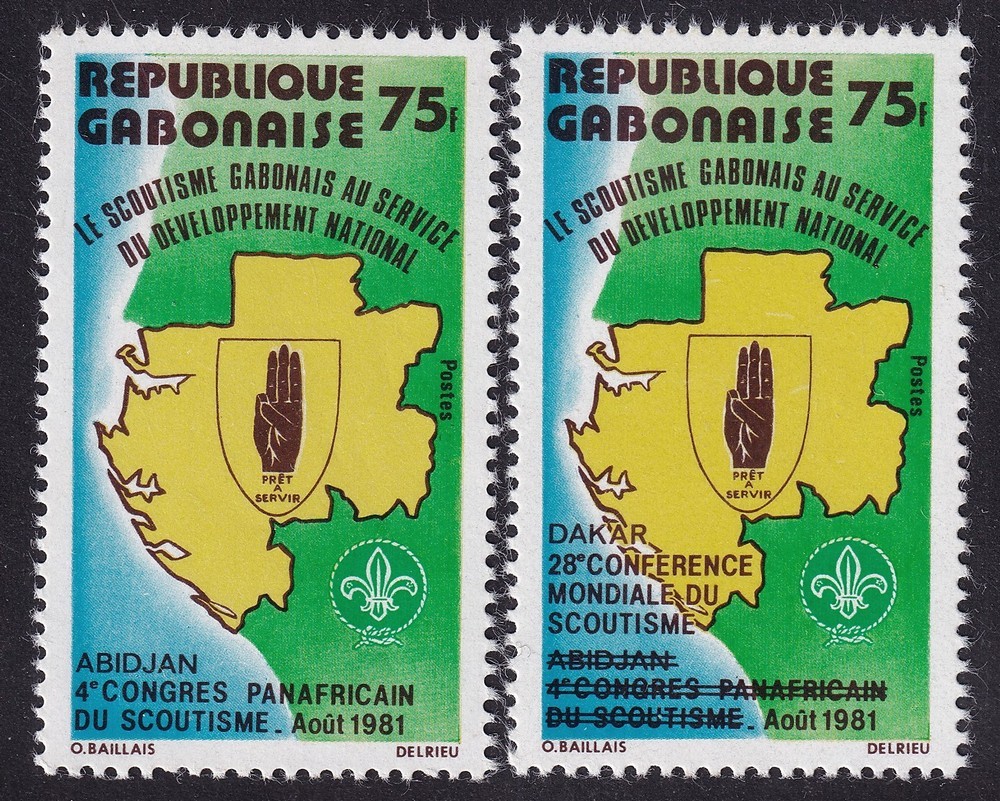 REPUBLIQUE
GABONAISE 75F
LE SCOUTISME GABONAIS AU SERVICE
DU DEVELOPPEMENT NATIONAL
Postes
PRÊT
A
SERVIR
ABIDJAN
4e CONGRES PANAFRICAIN
DU SCOUTISME_ Août 1981
O.BAILLAIS DELRIEU
REPUBLIQUE
GABONAISE 75F
LE SCOUTISME GABONAIS AU SERVICE
DU DEVELOPPEMENT NATIONAL
Postes
PRÊT
A
SERVIR
DAKAR
28e CONFERENCE
MONDIALE DU
SCOUTISME
ABIDJAN
4e CONGRES PANAFRICAIN
DU SCOUTISME_ Août 1981
O.BAILLAIS DELRIEU